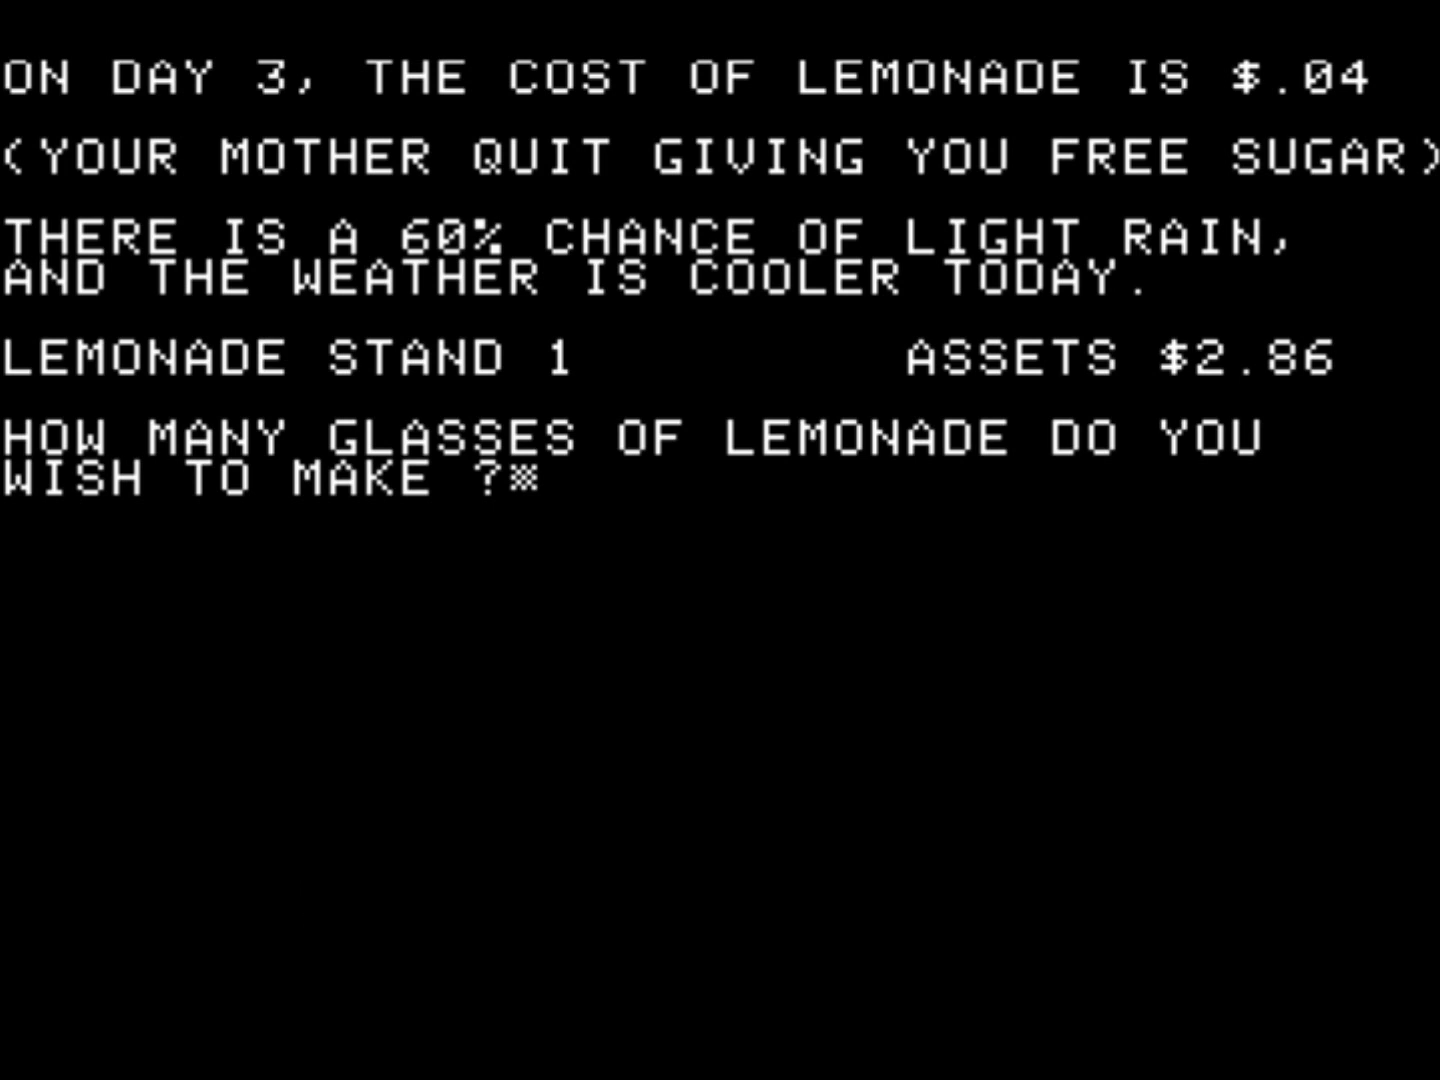 ON DAY 3, THE COST OF LEMONADE IS $.04
(YOUR MOTHER QUIT GIVING YOU FREE SUGAR)
THERE IS A 60% CHANCE OF LIGHT RAIN,
AND THE WEATHER IS COOLER TODAY.
LEMONADE STAND 1 ASSETS $2.86
HOW MANY GLASSES OF LEMONADE DO YOU
WISH TO MAKE ?